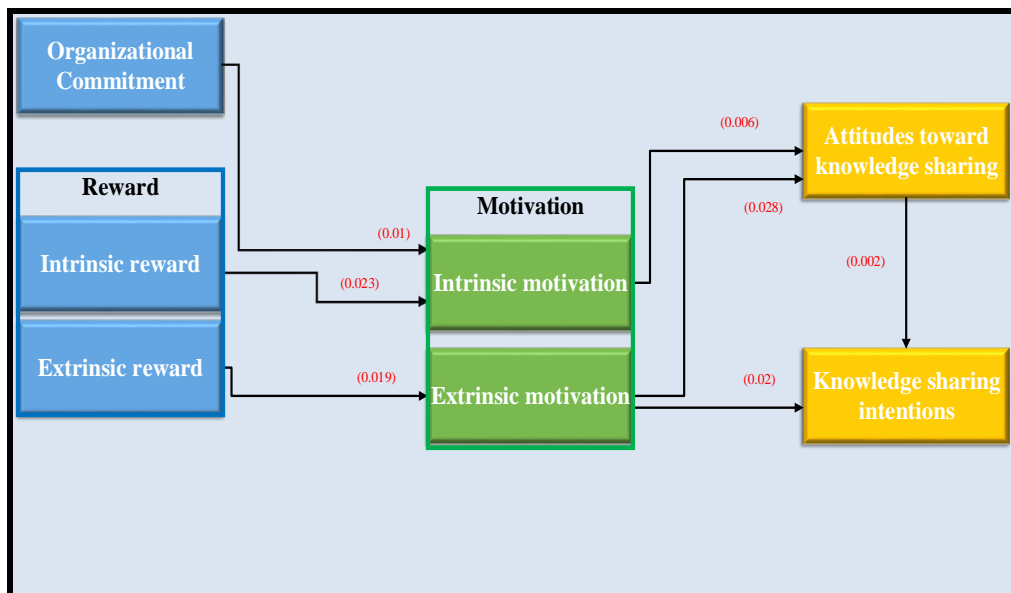 Organizational
Commitment
Reward
Intrinsic reward
Extrinsic reward
(0.01)
(0.023)
(0.019)
Motivation
Intrinsic motivation
Extrinsic motivation
(0.006)
(0.028)
(0.002)
(0.02)
Attitudes toward
knowledge sharing
Knowledge sharing
intentions